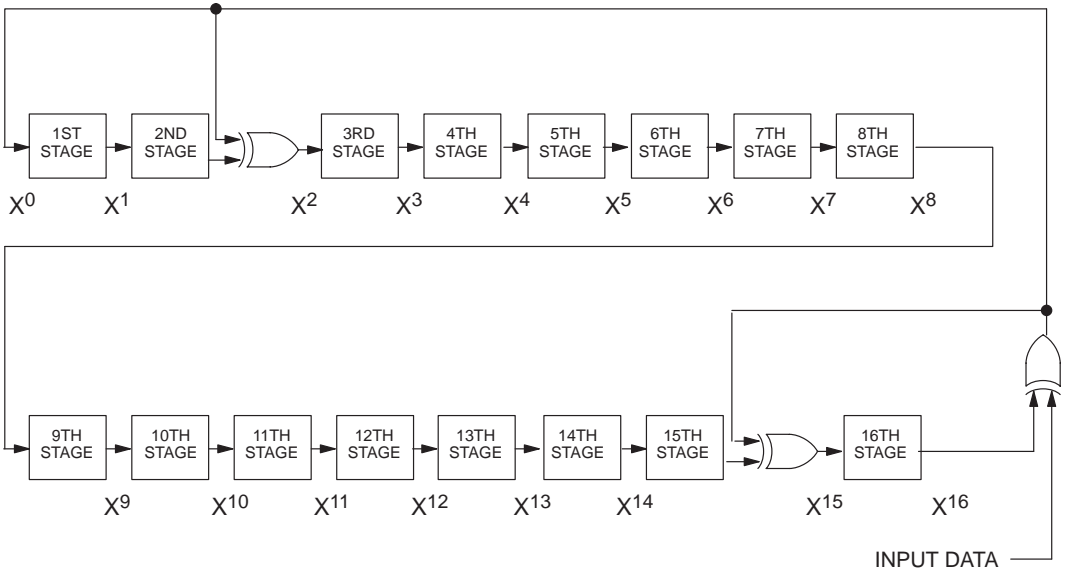 1ST
STAGE
2ND
STAGE
3RD
STAGE
4TH
STAGE
5TH
STAGE
6TH
STAGE
7TH
STAGE
8TH
STAGE
X0 X1 X2 X3 X4 X5 X6 X7 X8
9TH
STAGE
10TH
STAGE
11TH
STAGE
12TH
STAGE
13TH
STAGE
14TH
STAGE
15TH
STAGE
16TH
STAGE
X9 X10 X11 X12 X13 X14 X15 X16
INPUT DATA